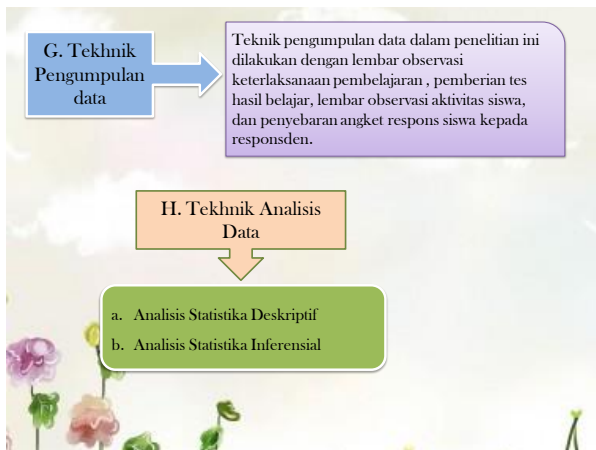 G. Tekhnik
Pengumpulan
data
Teknik pengumpulan data dalam penelitian ini
dilakukan dengan lembar observasi
keterlaksanaan pembelajaran , pemberian tes
hasil belajar, lembar observasi aktivitas siswa,
dan penyebaran angket respons siswa kepada
responsden.
H. Tekhnik Analisis
Data
a. Analisis Statistika Deskriptif
b. Analisis Statistika Inferensial